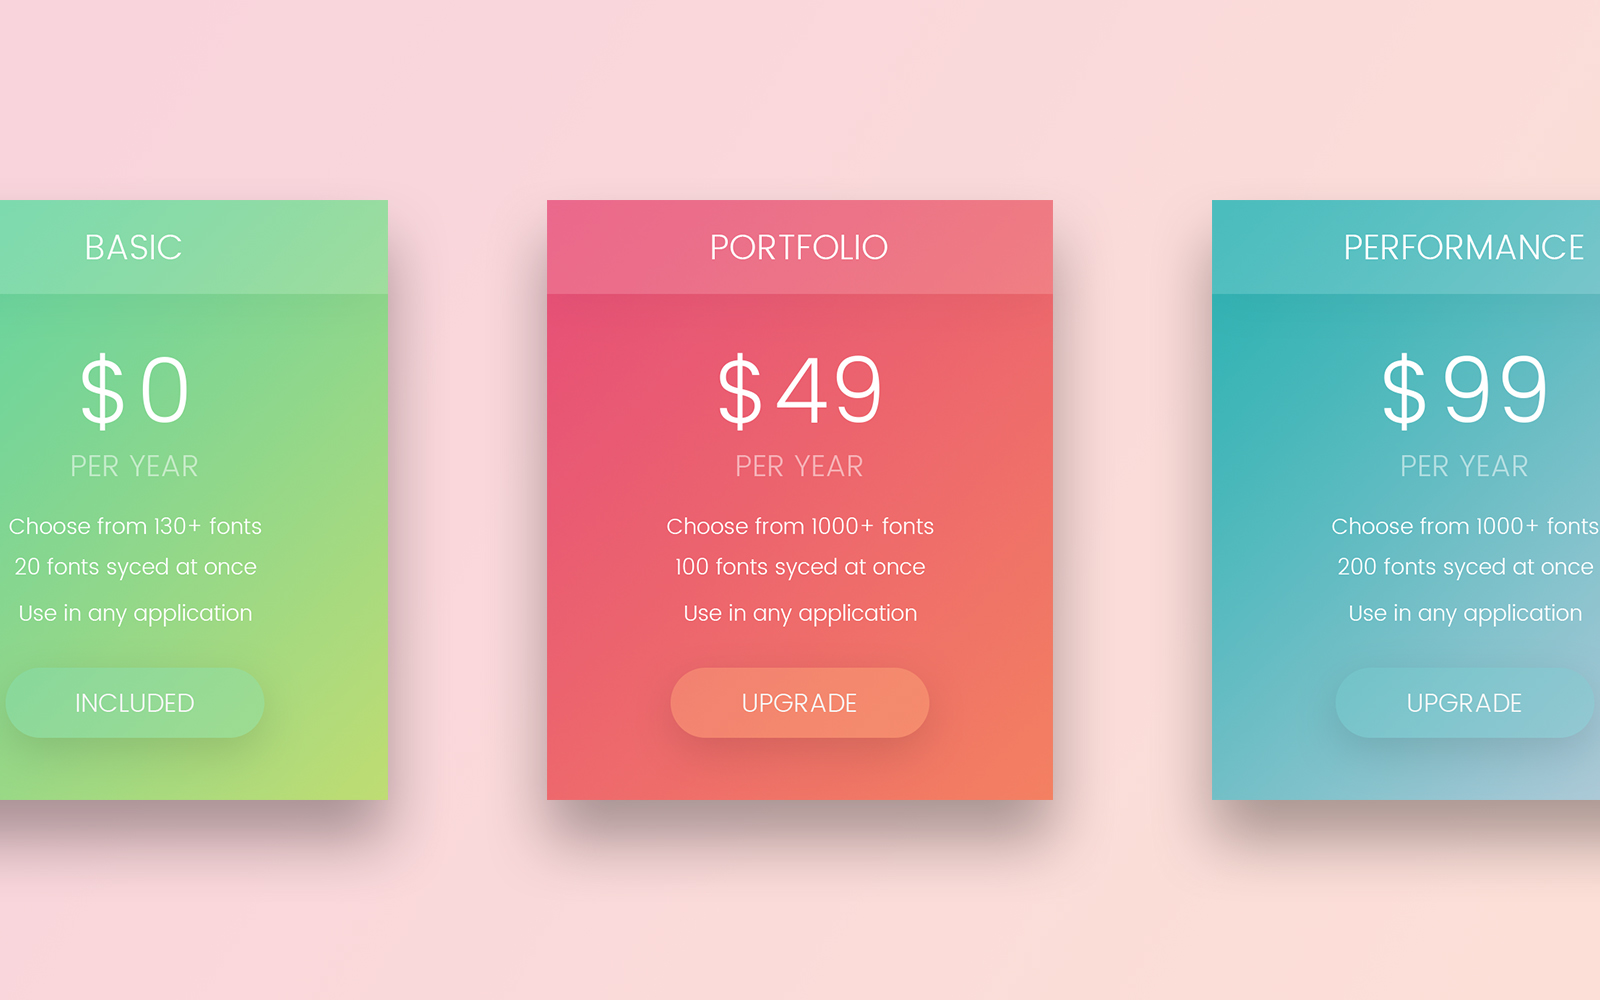 BASIC
$0
PER YEAR
Choose from 130+ fonts
20 fonts syced at once
Use in any application
INCLUDED
PORTFOLIO
$49
PER YEAR
Choose from 1000+ fonts
100 fonts syced at once
Use in any application
UPGRADE
PERFORMANCE
$99
PER YEAR
Choose from 1000+ fonts
200 fonts syced at once
Use in any application
UPGRADE